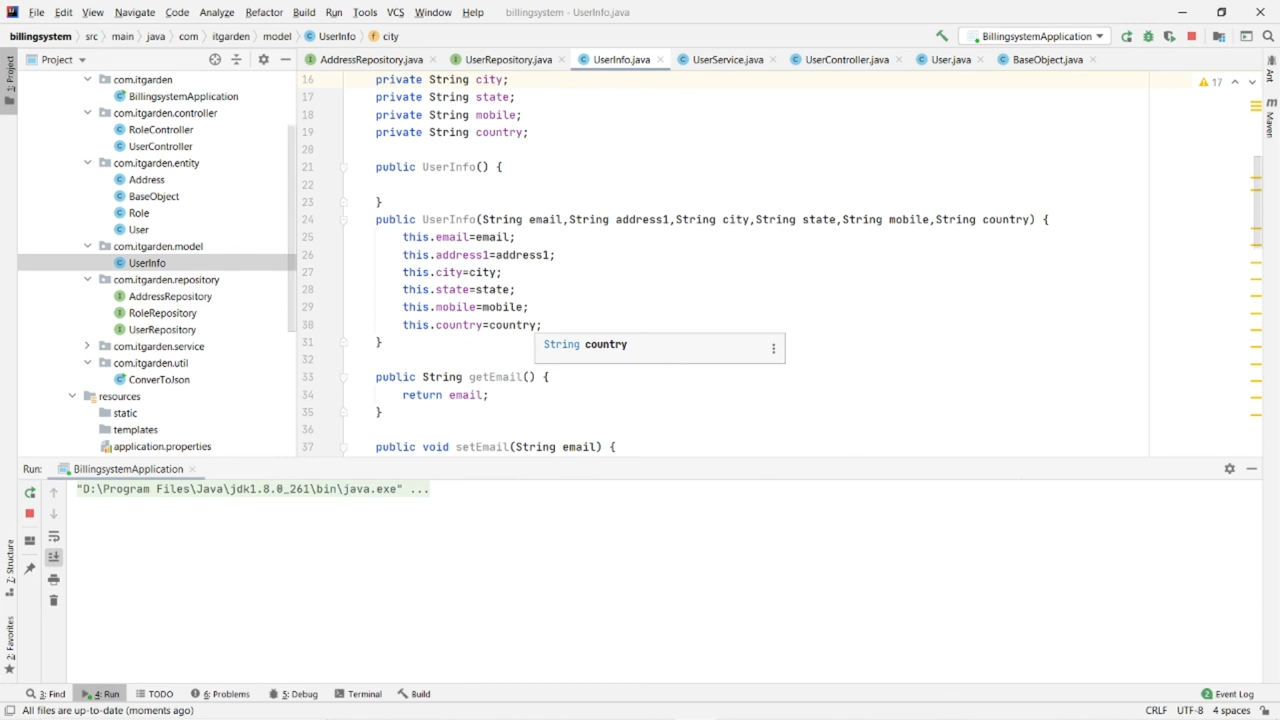 File Edit View Navigate Code Analyze Refactor Build Run Tools VCS Window Help billingsystem - UserInfo.java
billingsystem src main java com itgarden model UserInfo city BillingsystemApplication
Project AddressRepository.java UserRepository.java UserInfo.java UserService.java UserController.java User.java BaseObject.java
1: Project
com.itgarden
BillingsystemApplication
com.itgarden.controller
RoleController
UserController
com.itgarden.entity
Address
BaseObject
Role
User
com.itgarden.model
UserInfo
com.itgarden.repository
AddressRepository
RoleRepository
UserRepository
com.itgarden.service
com.itgarden.util
ConverToJson
resources
static
templates
application.properties
16 private String city;
17 private String state;
18 private String mobile;
19 private String country;
20
21 public UserInfo() {
22
23 }
24 public UserInfo(String email,String address1,String city,String state,String mobile,String country) {
25 this.email=email;
26 this.address1=address1;
27 this.city=city;
28 this.state=state;
29 this.mobile=mobile;
30 this.country=country;
31 }
String country
32
33 public String getEmail() {
34 return email;
35 }
36
37 public void setEmail(String email) {
17
Ant
Maven
Run: BillingsystemApplication
"D:\Program Files\Java\jdk1.8.0_261\bin\java.exe" ...
7: Structure
2: Favorites
3: Find 4: Run TODO 6: Problems 5: Debug Terminal Build 2 Event Log
All files are up-to-date (moments ago) CRLF UTF-8 4 spaces